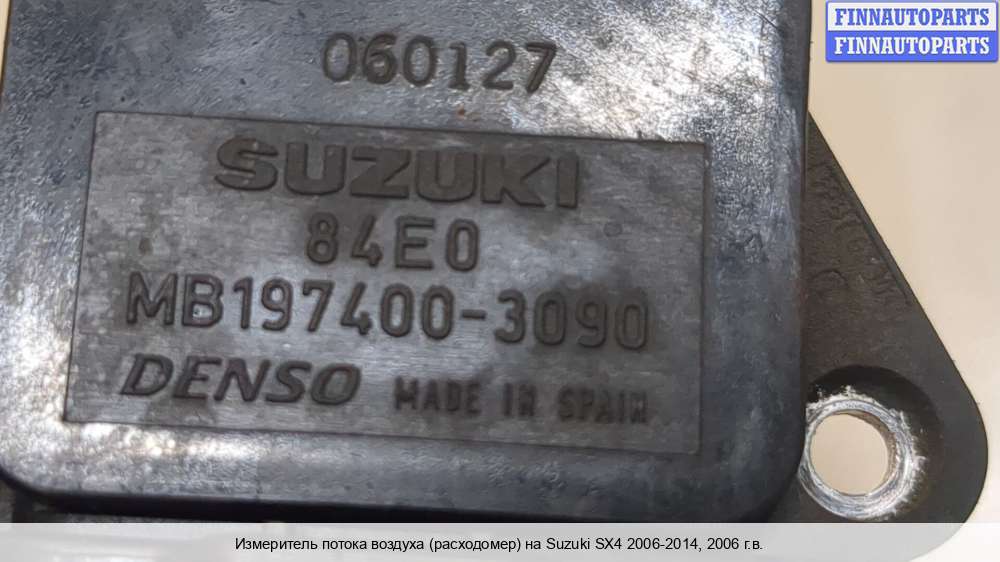 FINNAUTOPARTS
FINNAUTOPARTS
060127
SUZUKI
84E0
MB197400-3090
DENSO MADE IN SPAIN
Измеритель потока воздуха (расходомер) на Suzuki SX4 2006-2014, 2006 г.в.